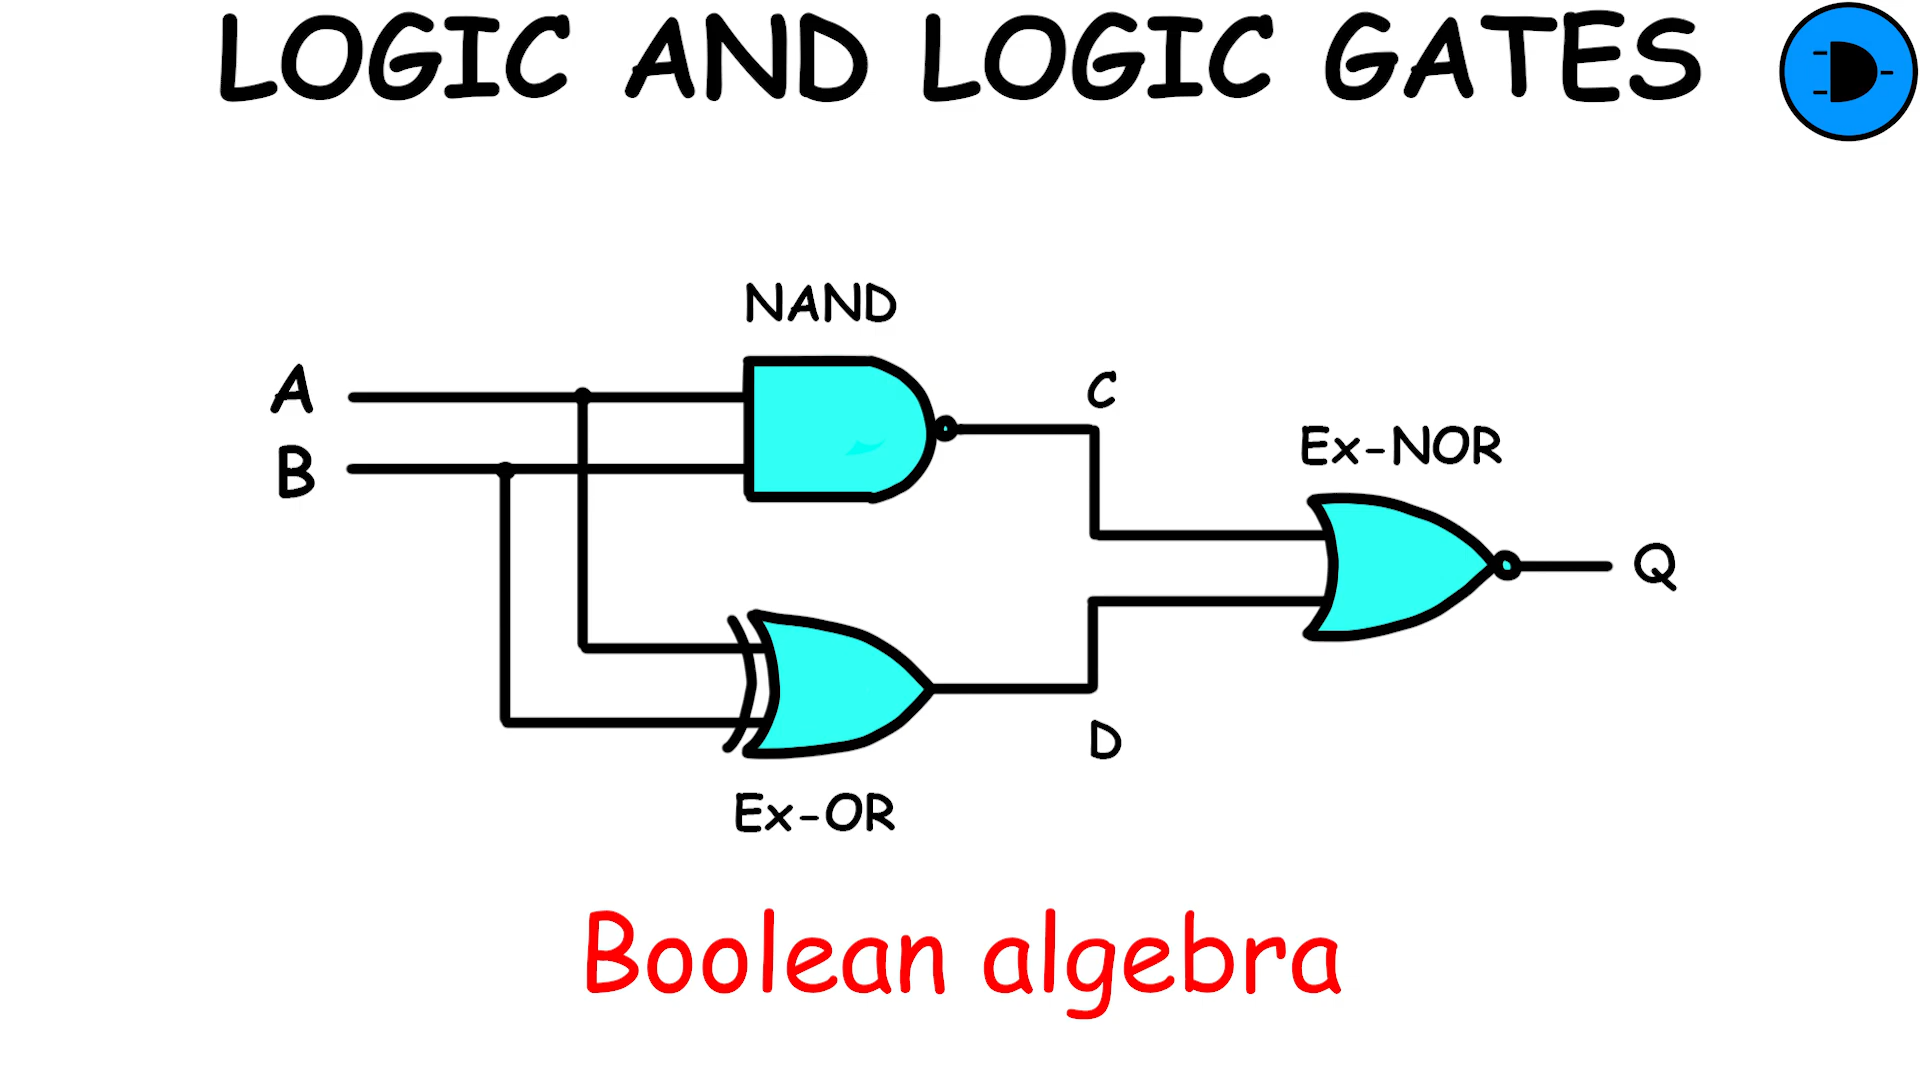 LOGIC AND LOGIC GATES
NAND
A
C
B
Ex-NOR
Q
D
Ex-OR
Boolean algebra